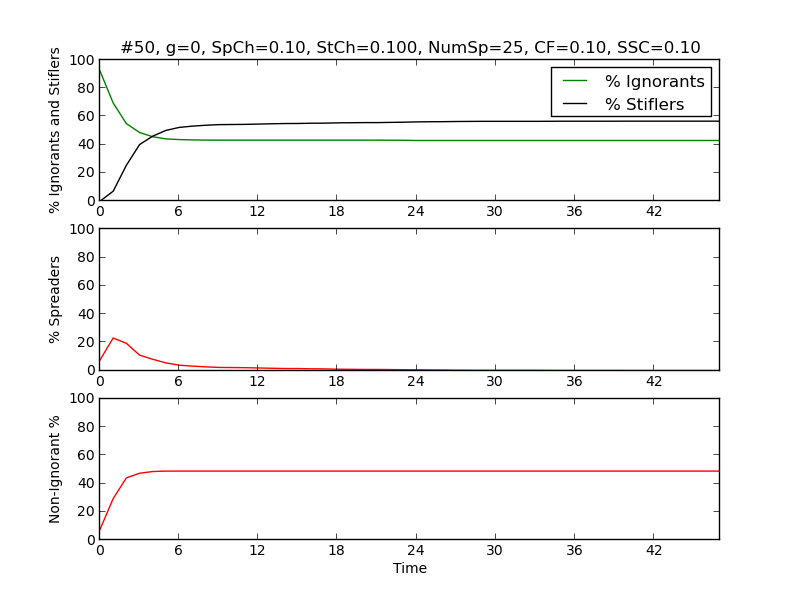 #50, g=0, SpCh=0.10, StCh=0.100, NumSp=25, CF=0.10, SSC=0.10
% Ignorants and Stiflers
100
80
60
40
20
0
% Ignorants
% Stiflers
0 6 12 18 24 30 36 42
% Spreaders
100
80
60
40
20
0
0 6 12 18 24 30 36 42
Non-Ignorant %
100
80
60
40
20
0
0 6 12 18 24 30 36 42
Time